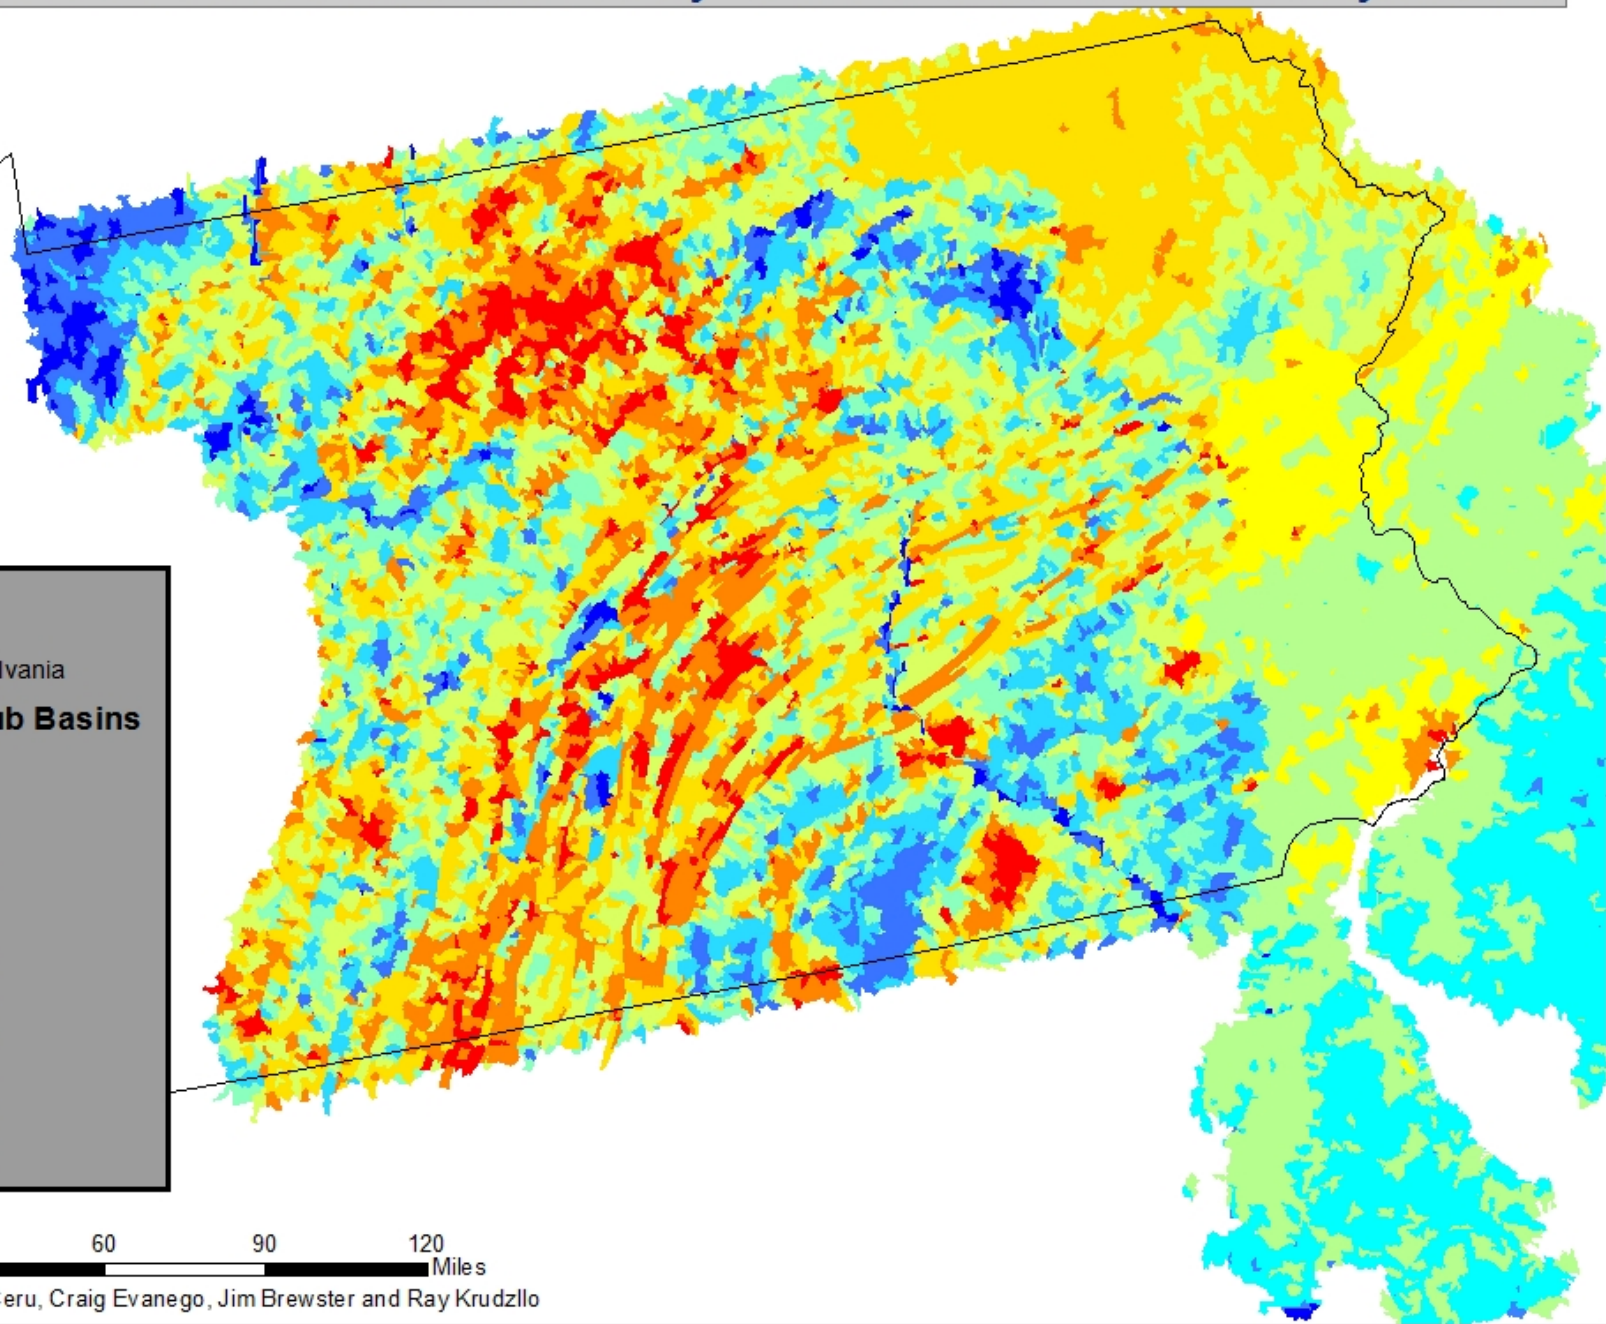 lvania
ub Basins
60 90 120
Miles
eru, Craig Evanego, Jim Brewster and Ray Krudzllo